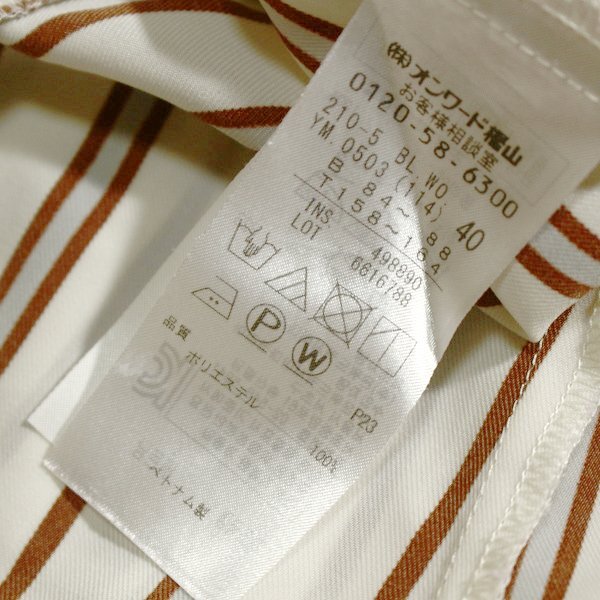 (株)オンワード樫山
お客様相談室
0120-58-6300
210-5 BL.WO
YM.0503(114) 40
B 84~ 88
T158~164
INS 498890
LOT 6616788
P W
品質 P23
ポリエステル 100%
ベトナム製